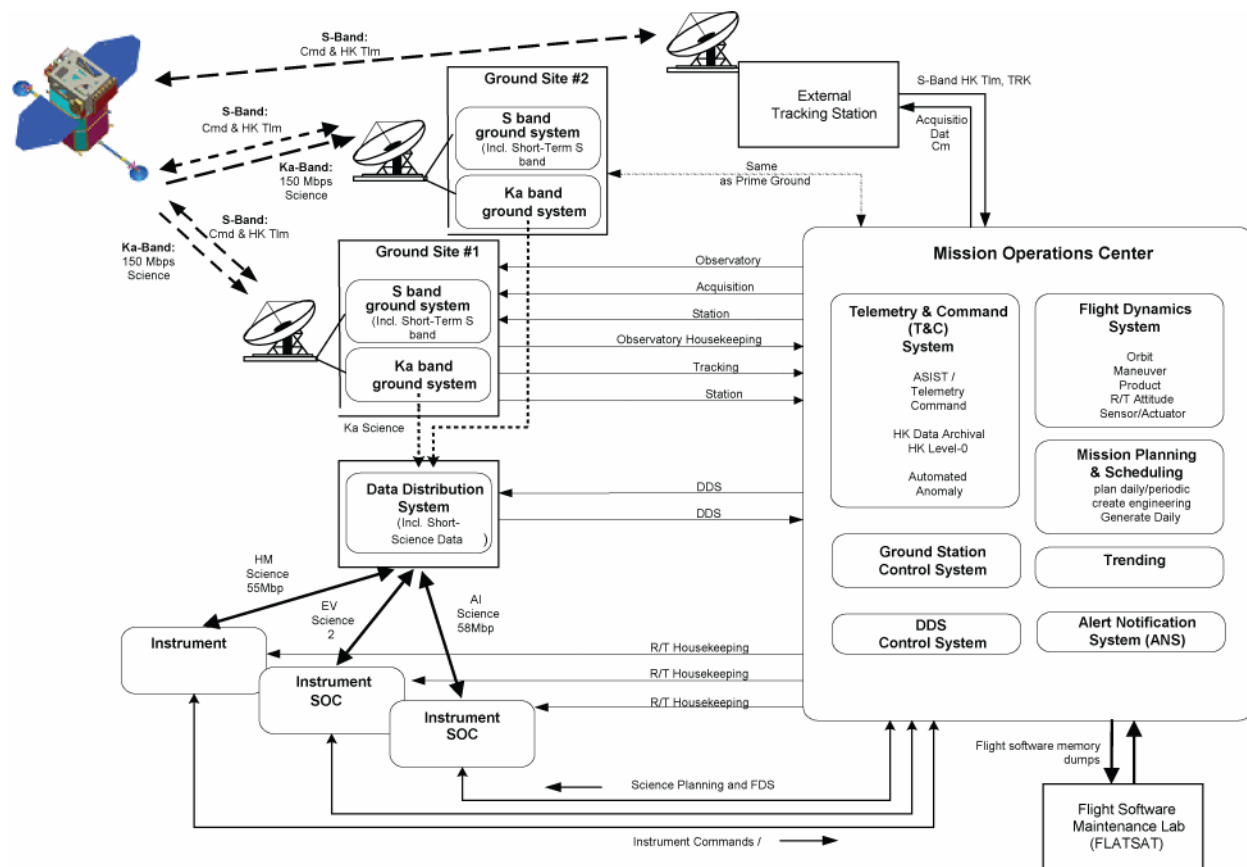 S-Band:
Cmd & HK Tlm
S-Band:
Cmd & HK Tlm
Ka-Band:
150 Mbps
Science
S-Band:
Cmd & HK Tlm
Ka-Band:
150 Mbps
Science
Ground Site #2
S band
ground system
(Incl. Short-Term S
band
Ka band
ground system
External
Tracking Station
S-Band HK Tlm, TRK
Acquisitio
Dat
Cm
Same
as Prime Ground
Ground Site #1
S band
ground system
(Incl. Short-Term S
band
Ka band
ground system
Observatory
Acquisition
Station
Observatory Housekeeping
Tracking
Station
Ka Science
Data Distribution
System
(Incl. Short-
Science Data )
DDS
DDS
HM
Science
55Mbp
EV
Science
2
AI
Science
58Mbp
Instrument
Instrument
SOC
Instrument
SOC
R/T Housekeeping
R/T Housekeeping
R/T Housekeeping
Science Planning and FDS
Instrument Commands /
Mission Operations Center
Telemetry & Command
(T&C)
System
ASIST /
Telemetry
Command
HK Data Archival
HK Level-0
Automated
Anomaly
Flight Dynamics
System
Orbit
Maneuver
Product
R/T Attitude
Sensor/Actuator
Mission Planning
& Scheduling
plan daily/periodic
create engineering
Generate Daily
Ground Station
Control System
Trending
DDS
Control System
Alert Notification
System (ANS)
Flight software memory
dumps
Flight Software
Maintenance Lab
(FLATSAT)